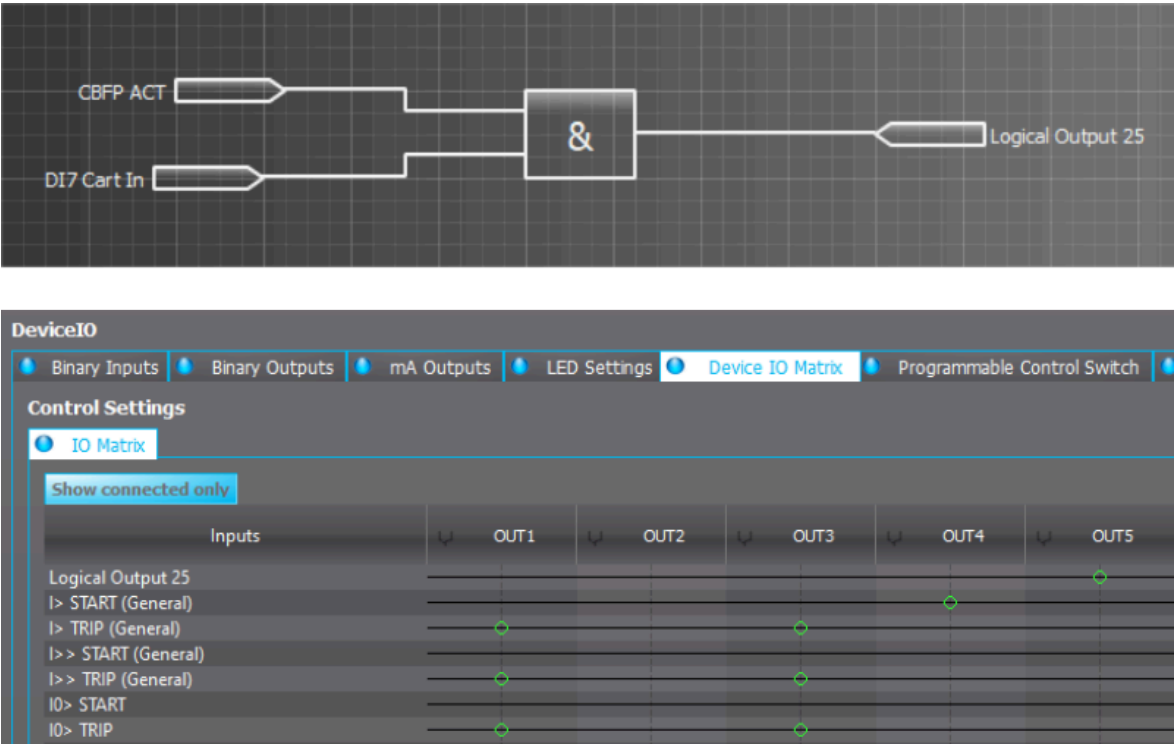 CBFP ACT
&
Logical Output 25
DI7 Cart In
DeviceIO
Binary Inputs Binary Outputs mA Outputs LED Settings Device IO Matrix Programmable Control Switch
Control Settings
IO Matrix
Show connected only
Inputs OUT1 OUT2 OUT3 OUT4 OUT5
Logical Output 25
I> START (General)
I> TRIP (General)
I>> START (General)
I>> TRIP (General)
I0> START
I0> TRIP